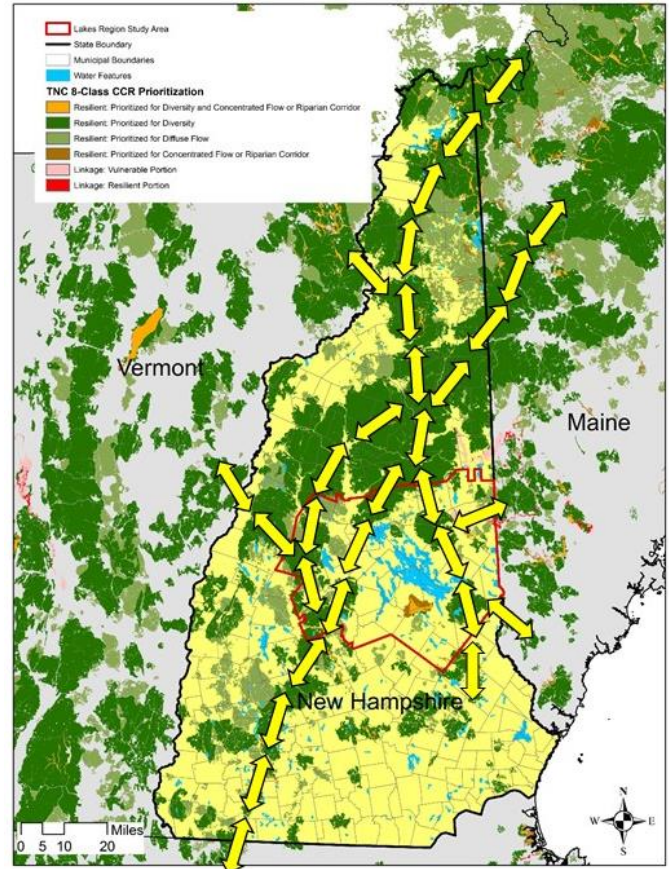 Lakes Region Study Area
State Boundary
Municipal Boundaries
Water Features
TNC 8-Class CCR Prioritization
Resilient: Prioritized for Diversity and Concentrated Flow or Riparian Corridor
Resilient: Prioritized for Diversity
Resilient: Prioritized for Diffuse Flow
Resilient: Prioritized for Concentrated Flow or Riparian Corridor
Linkage: Vulnerable Portion
Linkage: Resilient Portion
Vermont
Maine
New Hampshire
Miles
0 5 10 20
N
W E
S